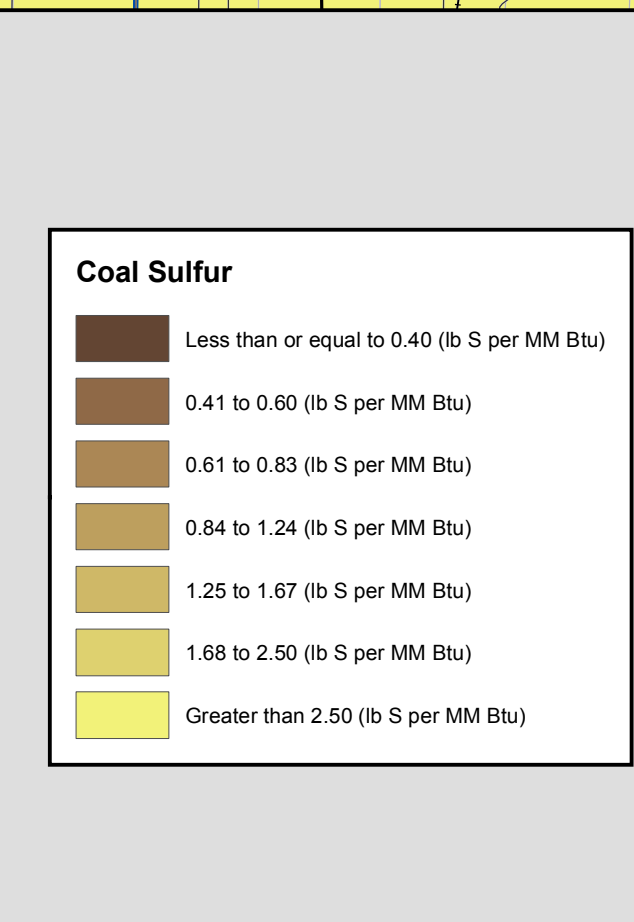 Coal Sulfur
Less than or equal to 0.40 (lb S per MM Btu)
0.41 to 0.60 (lb S per MM Btu)
0.61 to 0.83 (lb S per MM Btu)
0.84 to 1.24 (lb S per MM Btu)
1.25 to 1.67 (lb S per MM Btu)
1.68 to 2.50 (lb S per MM Btu)
Greater than 2.50 (lb S per MM Btu)